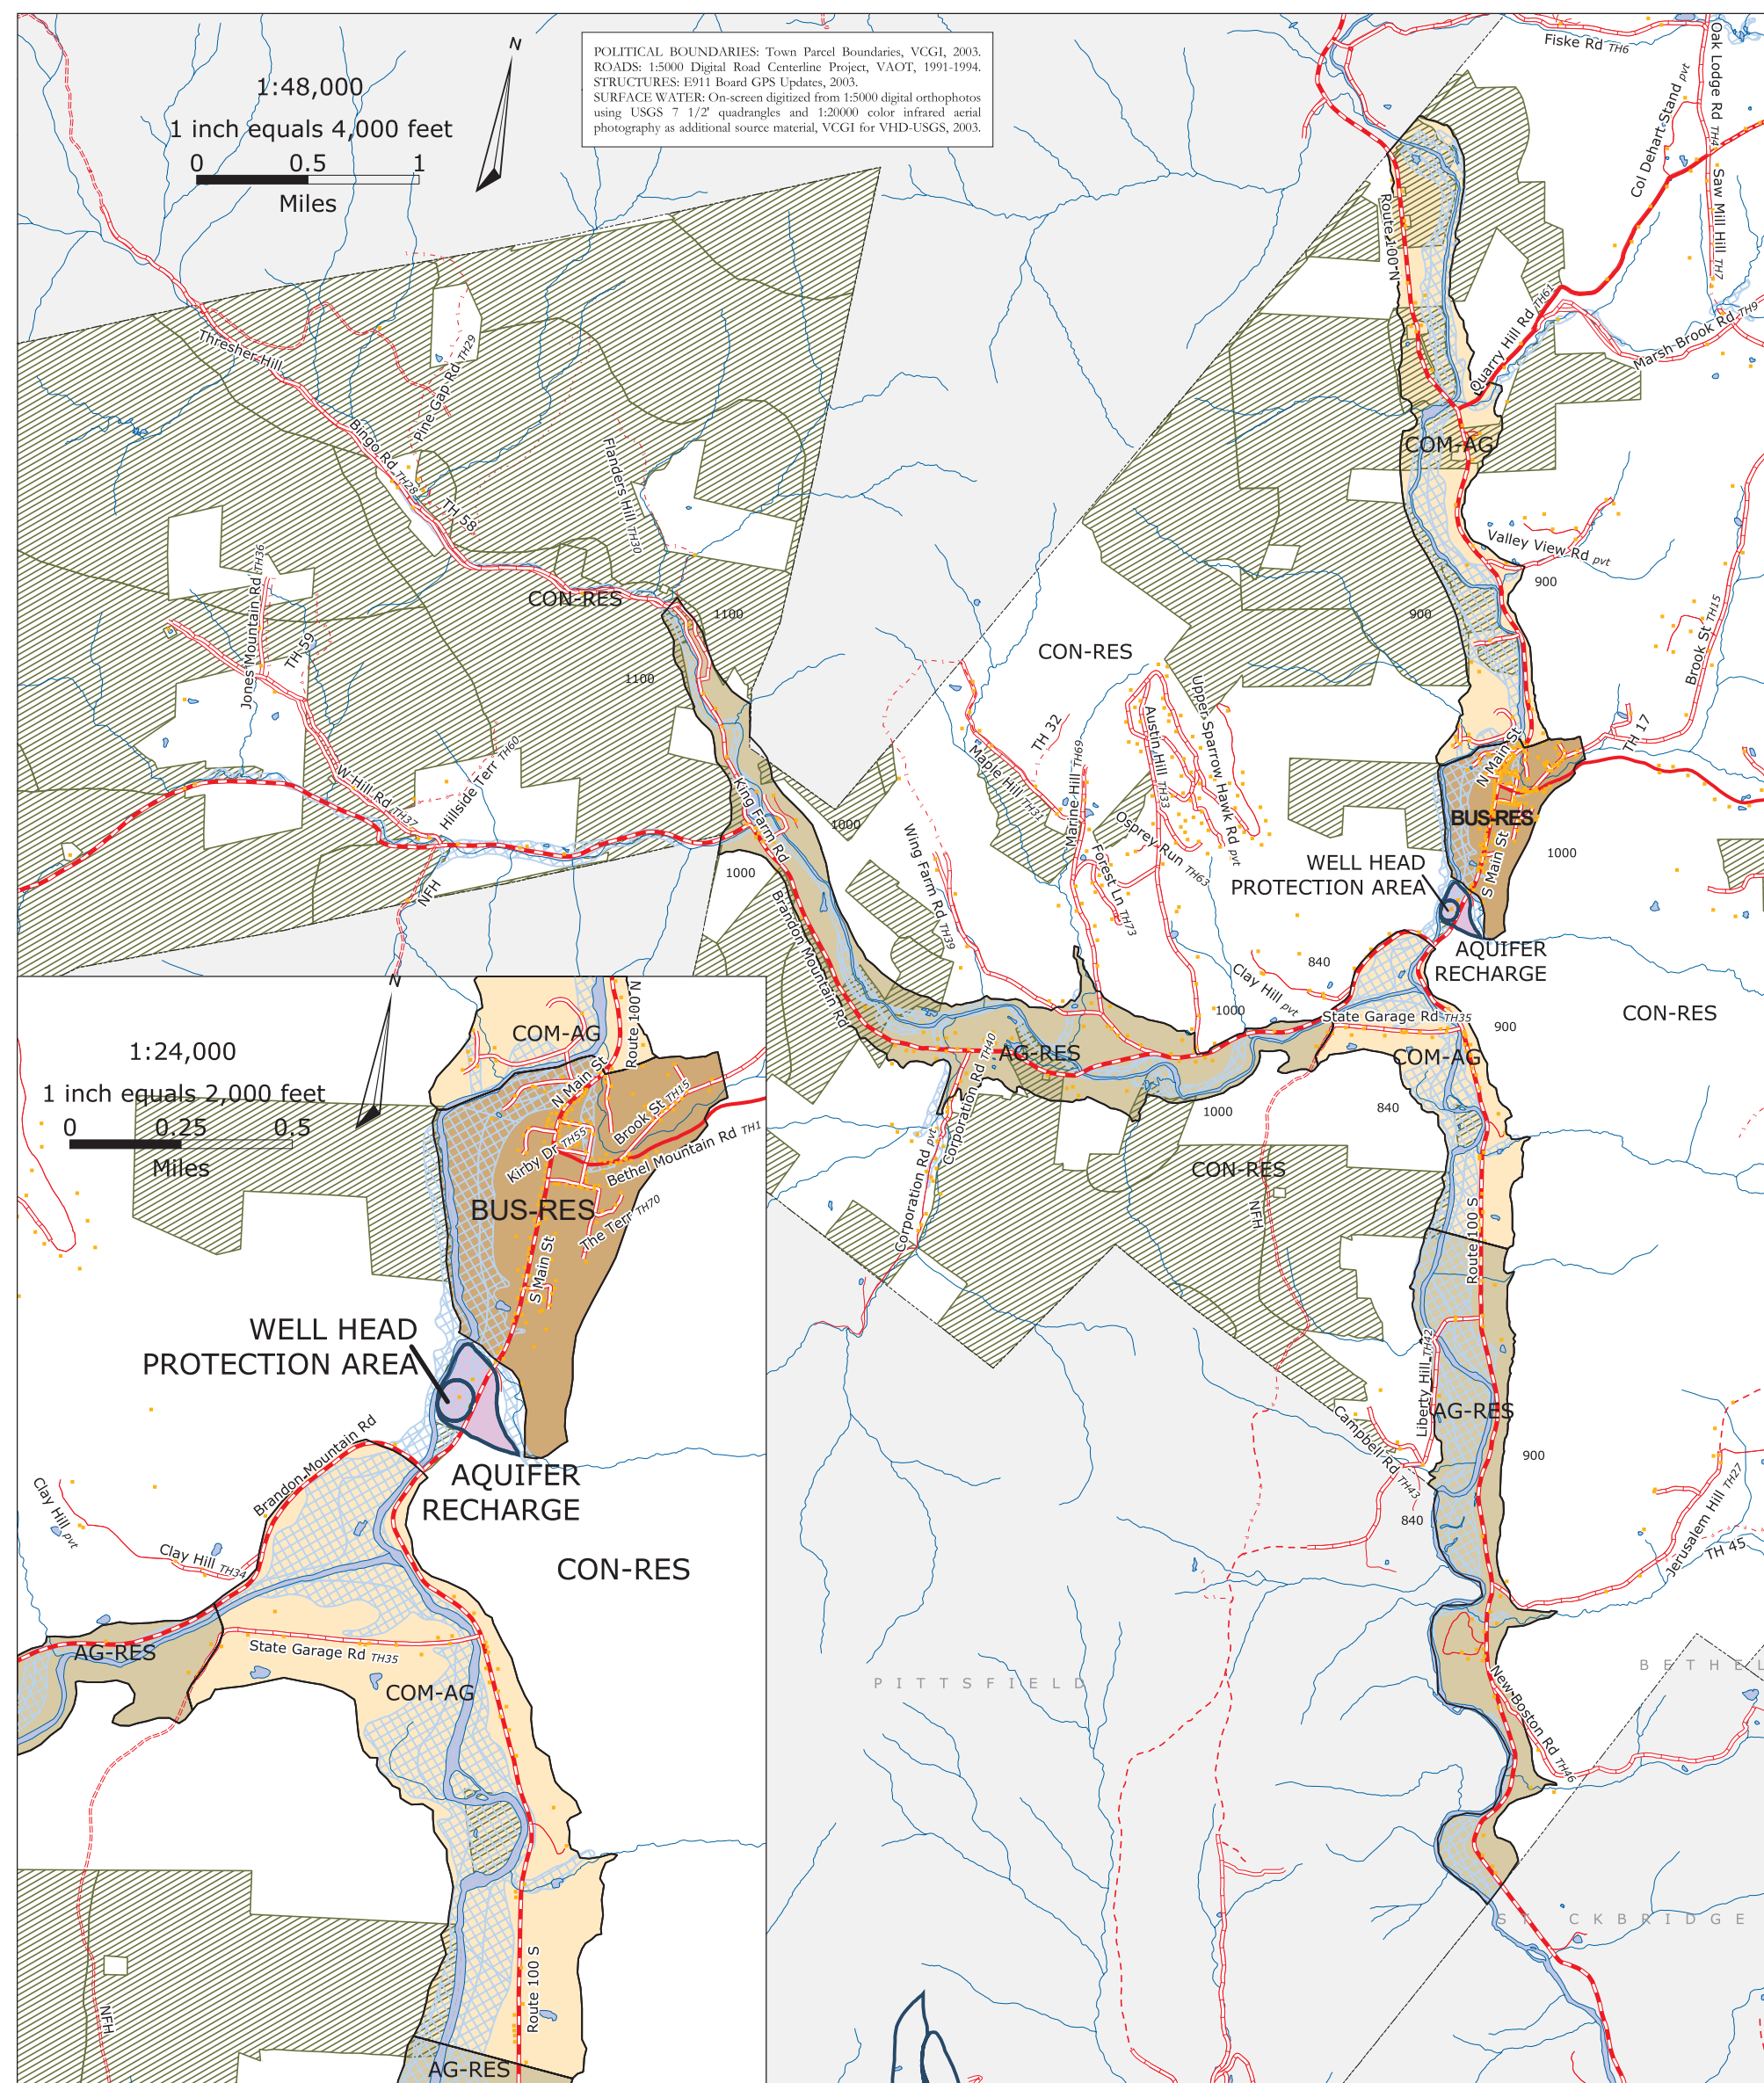 N
1:48,000
1 inch equals 4,000 feet
0 0.5 1
Miles
POLITICAL BOUNDARIES: Town Parcel Boundaries, VCGI, 2003.
ROADS: 1:5000 Digital Road Centerline Project, VAOT, 1991-1994.
STRUCTURES: E911 Board GPS Updates, 2003.
SURFACE WATER: On-screen digitized from 1:5000 digital orthophotos
using USGS 7 1/2' quadrangles and 1:20000 color infrared aerial
photography as additional source material, VCGI for VHD-USGS, 2003.
Fiske Rd TH6
Oak Lodge Rd TH4
Col Dehart Stand pvt
Saw Mill Hill TH7
Route 100 N
Quarry Hill Rd TH61
Marsh Brook Rd TH9
Thresher Hill
Pine Gap Rd TH29
Bingo Rd TH28
TH 58
Flanders Hill TH30
COM-AG
Valley View Rd pvt
900
900
Jones Mountain Rd TH36
TH 59
CON-RES
1100
1100
CON-RES
Brook St TH15
TH 17
W Hill Rd TH37
Hillside Terr TH60
NFH
King Farm Rd
1000
1000
Brandon Mountain Rd
Maple Hill TH31
TH 32
Marine Hill TH69
Austin Hill TH33
Upper Sparrow Hawk Rd pvt
Osprey Run TH63
Forest Ln TH73
Wing Farm Rd TH39
N Main St
BUS-RES
S Main St
1000
WELL HEAD
PROTECTION AREA
AQUIFER
RECHARGE
840
Clay Hill pvt
1000
State Garage Rd TH35
900
CON-RES
COM-AG
AG-RES
Corporation Rd TH40
Corporation Rd pvt
1000
840
CON-RES
NFH
Route 100 S
Liberty Hill TH42
AG-RES
Campbell Rd TH43
900
840
Jerusalem Hill TH27
TH 45
New Boston Rd TH46
PITTSFIELD
BETHEL
ST CKBRIDGE
N
1:24,000
1 inch equals 2,000 feet
0 0.25 0.5
Miles
COM-AG
Route 100 N
N Main St
Brook St TH15
Kirby Dr TH55
Bethel Mountain Rd TH1
BUS-RES
The Terr TH70
S Main St
WELL HEAD
PROTECTION AREA
AQUIFER
RECHARGE
Brandon Mountain Rd
Clay Hill pvt
Clay Hill TH34
CON-RES
AG-RES
State Garage Rd TH35
COM-AG
NFH
Route 100 S
AG-RES